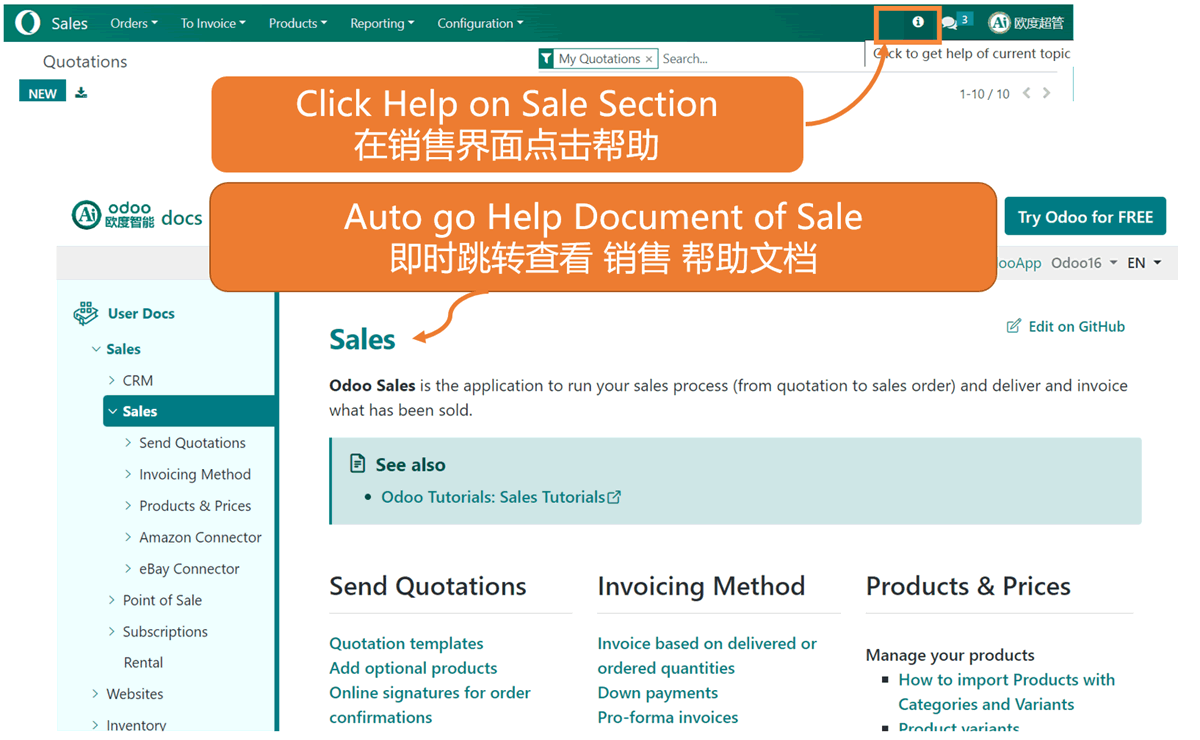 Sales Orders To Invoice Products Reporting Configuration 3 Ai 欧度超管
Quotations My Quotations × Search...
Click to get help of current topic
NEW 1-10 / 10
Click Help on Sale Section
在销售界面点击帮助
Ai odoo 欧度智能 docs
Auto go Help Document of Sale
即时跳转查看 销售 帮助文档
Try Odoo for FREE
ooApp Odoo16 EN
User Docs
Sales
CRM
Sales
Send Quotations
Invoicing Method
Products & Prices
Amazon Connector
eBay Connector
Point of Sale
Subscriptions
Rental
Websites
Inventory
Sales
Edit on GitHub
Odoo Sales is the application to run your sales process (from quotation to sales order) and deliver and invoice
what has been sold.
See also
• Odoo Tutorials: Sales Tutorials
Send Quotations
Quotation templates
Add optional products
Online signatures for order
confirmations
Invoicing Method
Invoice based on delivered or
ordered quantities
Down payments
Pro-forma invoices
Products & Prices
Manage your products
▪ How to import Products with
Categories and Variants
▪ Product variants